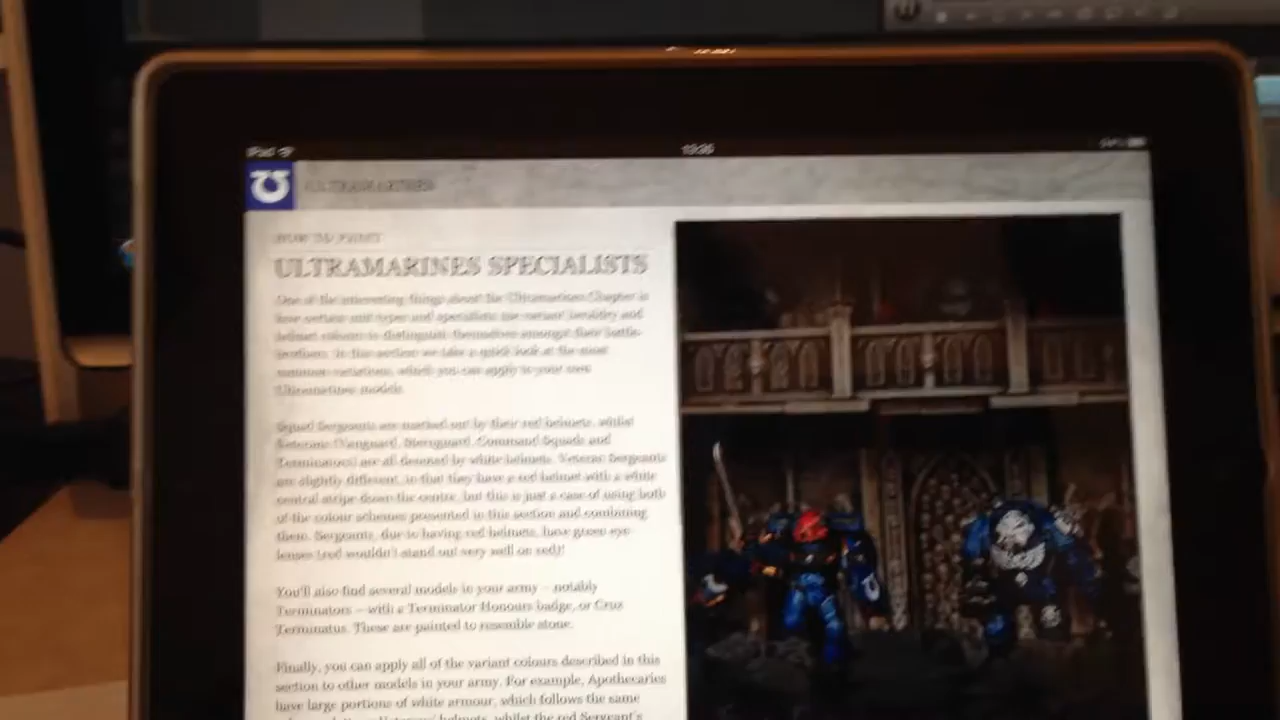 iPad
19:36
ULTRAMARINES
HOW TO PAINT
ULTRAMARINES SPECIALISTS
One of the interesting things about the Ultramarines Chapter is
how various unit types and specialists use variant heraldry and
helmet colours to distinguish themselves amongst their battle-
brothers. In this section we take a quick look at the most
common variations, which you can apply to your own
Ultramarines models.
Squad Sergeants are marked out by their red helmets, whilst
Veterans (Vanguard, Sternguard, Command Squads and
Terminators) are all denoted by white helmets. Veteran Sergeants
are slightly different, in that they have a red helmet with a white
central stripe down the centre, but this is just a case of using both
of the colour schemes presented in this section and combining
them. Sergeants, due to having red helmets, have green eye
lenses (red wouldn't stand out very well on red)!
You'll also find several models in your army – notably
Terminators – with a Terminator Honours badge, or Crux
Terminatus. These are painted to resemble stone.
Finally, you can apply all of the variant colours described in this
section to other models in your army. For example, Apothecaries
have large portions of white armour, which follows the same
helmets, whilst the red Sergeant's